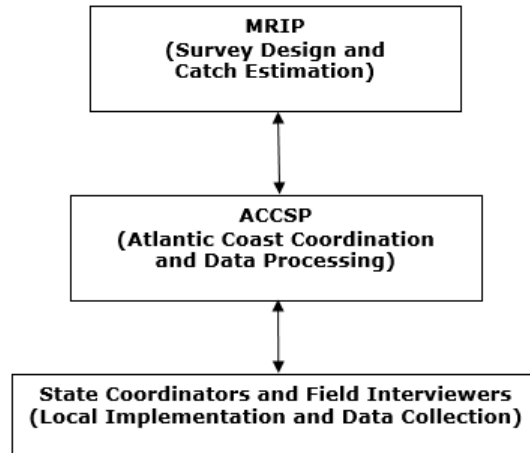 MRIP
(Survey Design and
Catch Estimation)
ACCSP
(Atlantic Coast Coordination
and Data Processing)
State Coordinators and Field Interviewers
(Local Implementation and Data Collection)